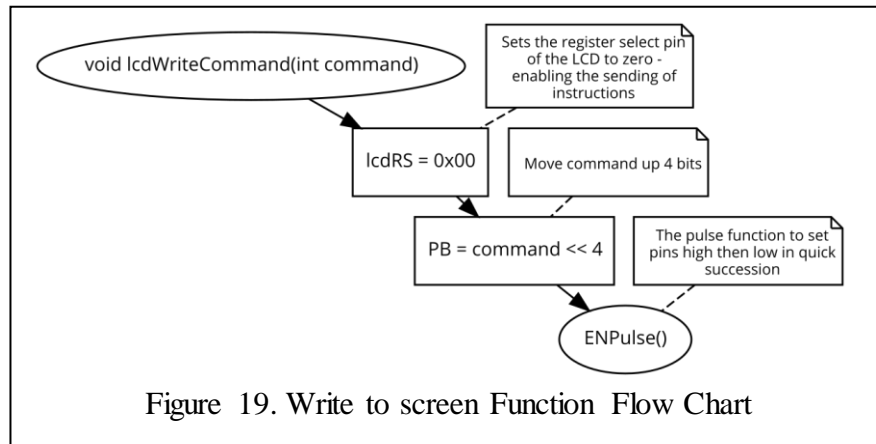 void lcdWriteCommand(int command)
Sets the register select pin
of the LCD to zero -
enabling the sending of
instructions
lcdRS = 0x00
Move command up 4 bits
PB = command << 4
The pulse function to set
pins high then low in quick
succession
ENPulse()
Figure 19. Write to screen Function Flow Chart